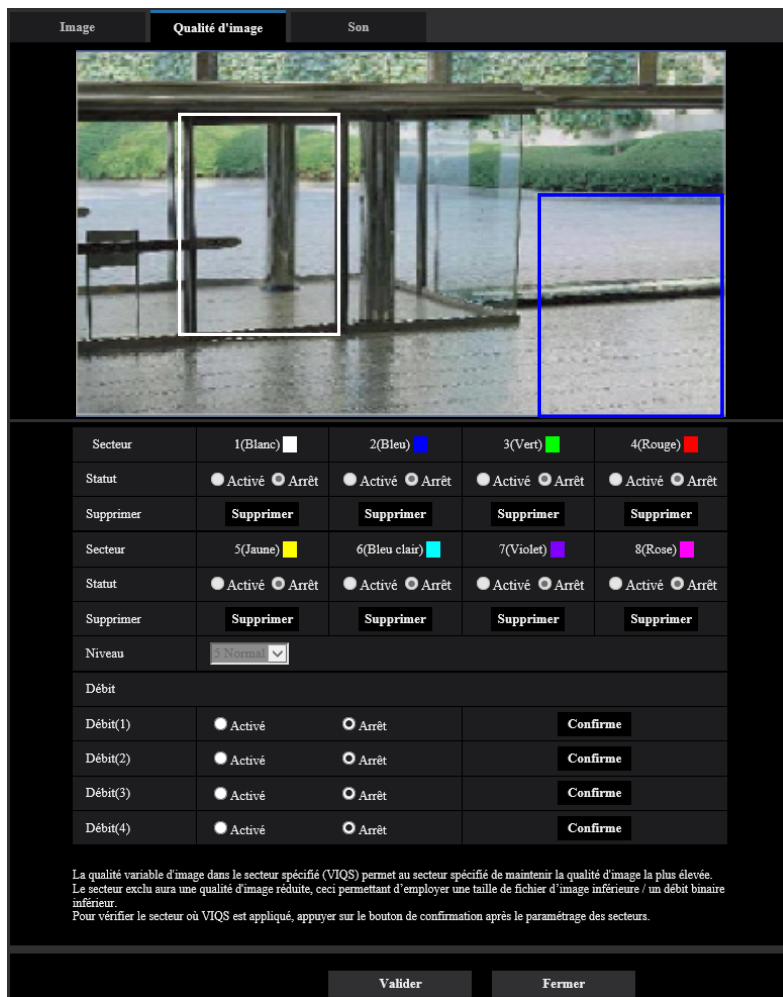 Image Qualité d'image Son
Secteur 1(Blanc) 2(Bleu) 3(Vert) 4(Rouge)
Statut Activé Arrêt Activé Arrêt Activé Arrêt Activé Arrêt
Supprimer Supprimer Supprimer Supprimer Supprimer
Secteur 5(Jaune) 6(Bleu clair) 7(Violet) 8(Rose)
Statut Activé Arrêt Activé Arrêt Activé Arrêt Activé Arrêt
Supprimer Supprimer Supprimer Supprimer Supprimer
Niveau 5 Normal
Débit
Débit(1) Activé Arrêt Confirme
Débit(2) Activé Arrêt Confirme
Débit(3) Activé Arrêt Confirme
Débit(4) Activé Arrêt Confirme
La qualité variable d'image dans le secteur spécifié (VIQS) permet au secteur spécifié de maintenir la qualité d'image la plus élevée.
Le secteur exclu aura une qualité d'image réduite, ceci permettant d’employer une taille de fichier d'image inférieure / un débit binaire
inférieur.
Pour vérifier le secteur où VIQS est appliqué, appuyer sur le bouton de confirmation après le paramétrage des secteurs.
Valider Fermer